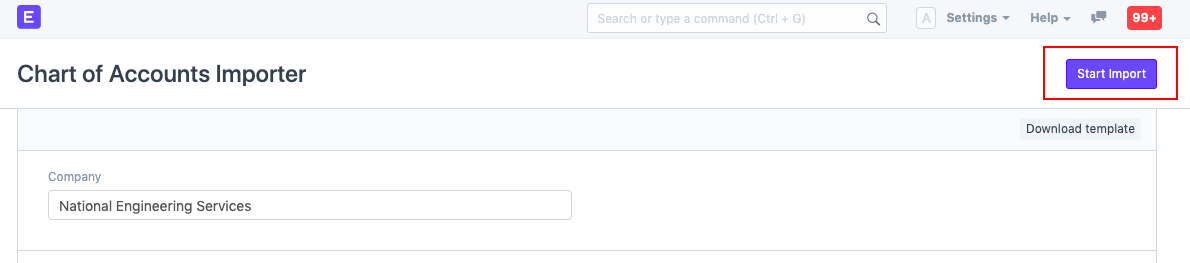 E
Search or type a command (Ctrl + G)
A
Settings
Help
99+
Chart of Accounts Importer
Start Import
Download template
Company
National Engineering Services